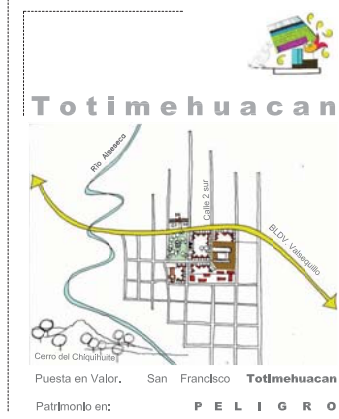 Totimehuacan
Río Alseseca
Calle 2 sur
BLDV. Valsequillo
Cerro del Chiquihuite
Puesta en Valor. San Francisco Totimehuacan
Patrimonio en: PELIGRO